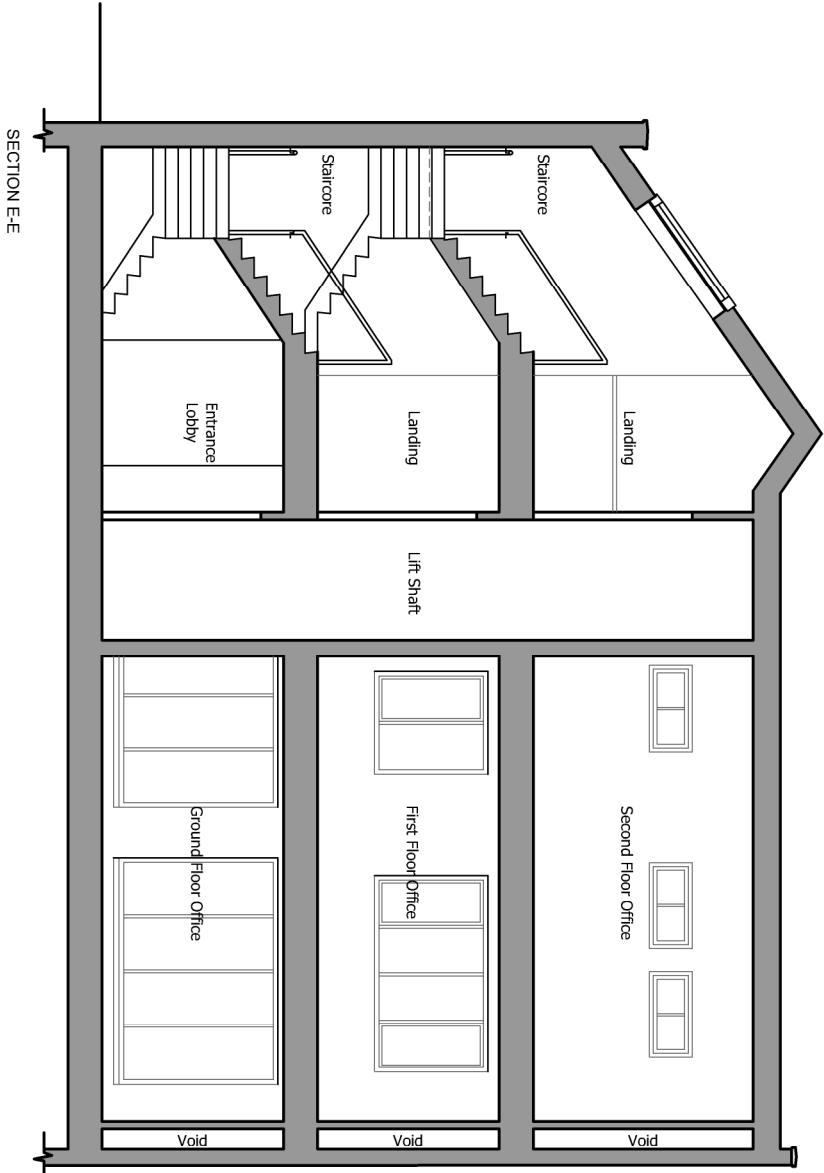 Staircore
Landing
Second Floor Office
Void
Staircore
Landing
First Floor Office
Void
Entrance
Lobby
Lift Shaft
Ground Floor Office
Void
SECTION E-E